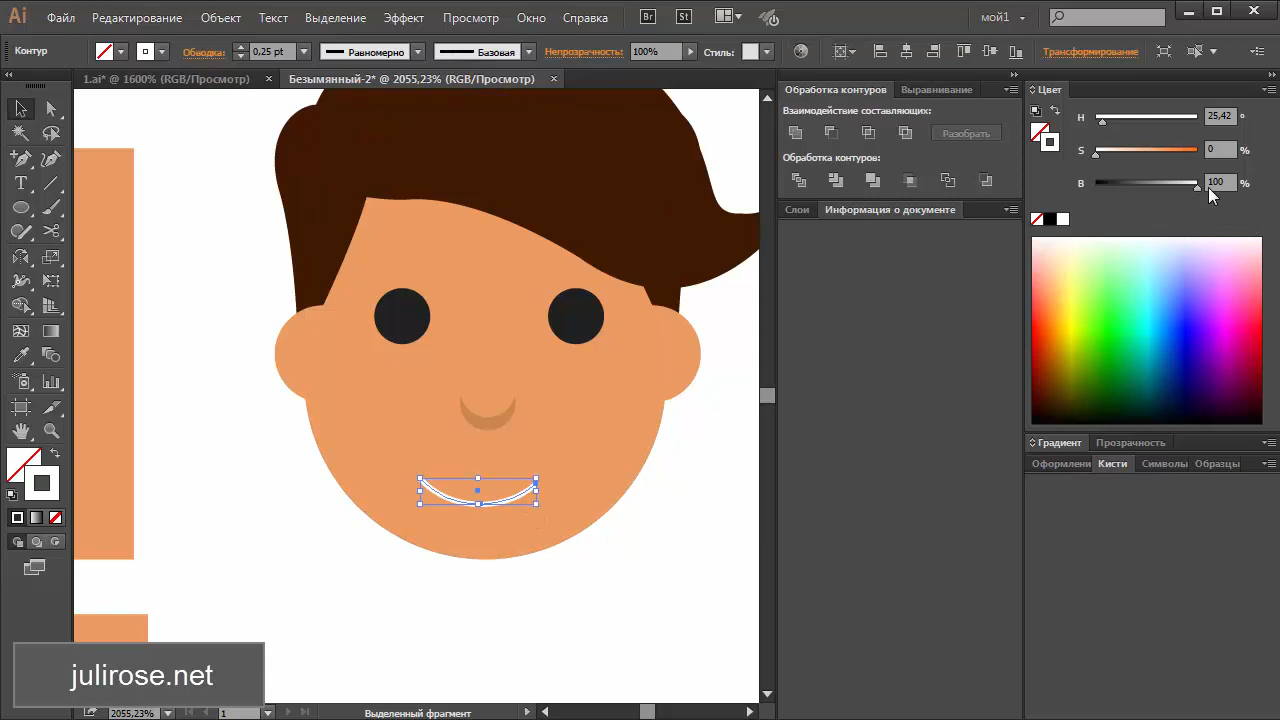 Ai Файл Редактирование Объект Текст Выделение Эффект Просмотр Окно Справка Br St мой1
Контур Обводка: 0,25 pt Равномерно Базовая Непрозрачность: 100% Стиль: Трансформирование
1.ai* @ 1600% (RGB/Просмотр) Безымянный-2* @ 2055,23% (RGB/Просмотр)
Обработка контуров Выравнивание
Взаимодействие составляющих:
Разобрать
Обработка контуров:
Слои Информация о документе
Цвет
H 25,42 °
S 0 %
B 100 %
Градиент Прозрачность
Оформлени Кисти Символы Образцы
julirose.net
2055,23% 1 Выделенный фрагмент